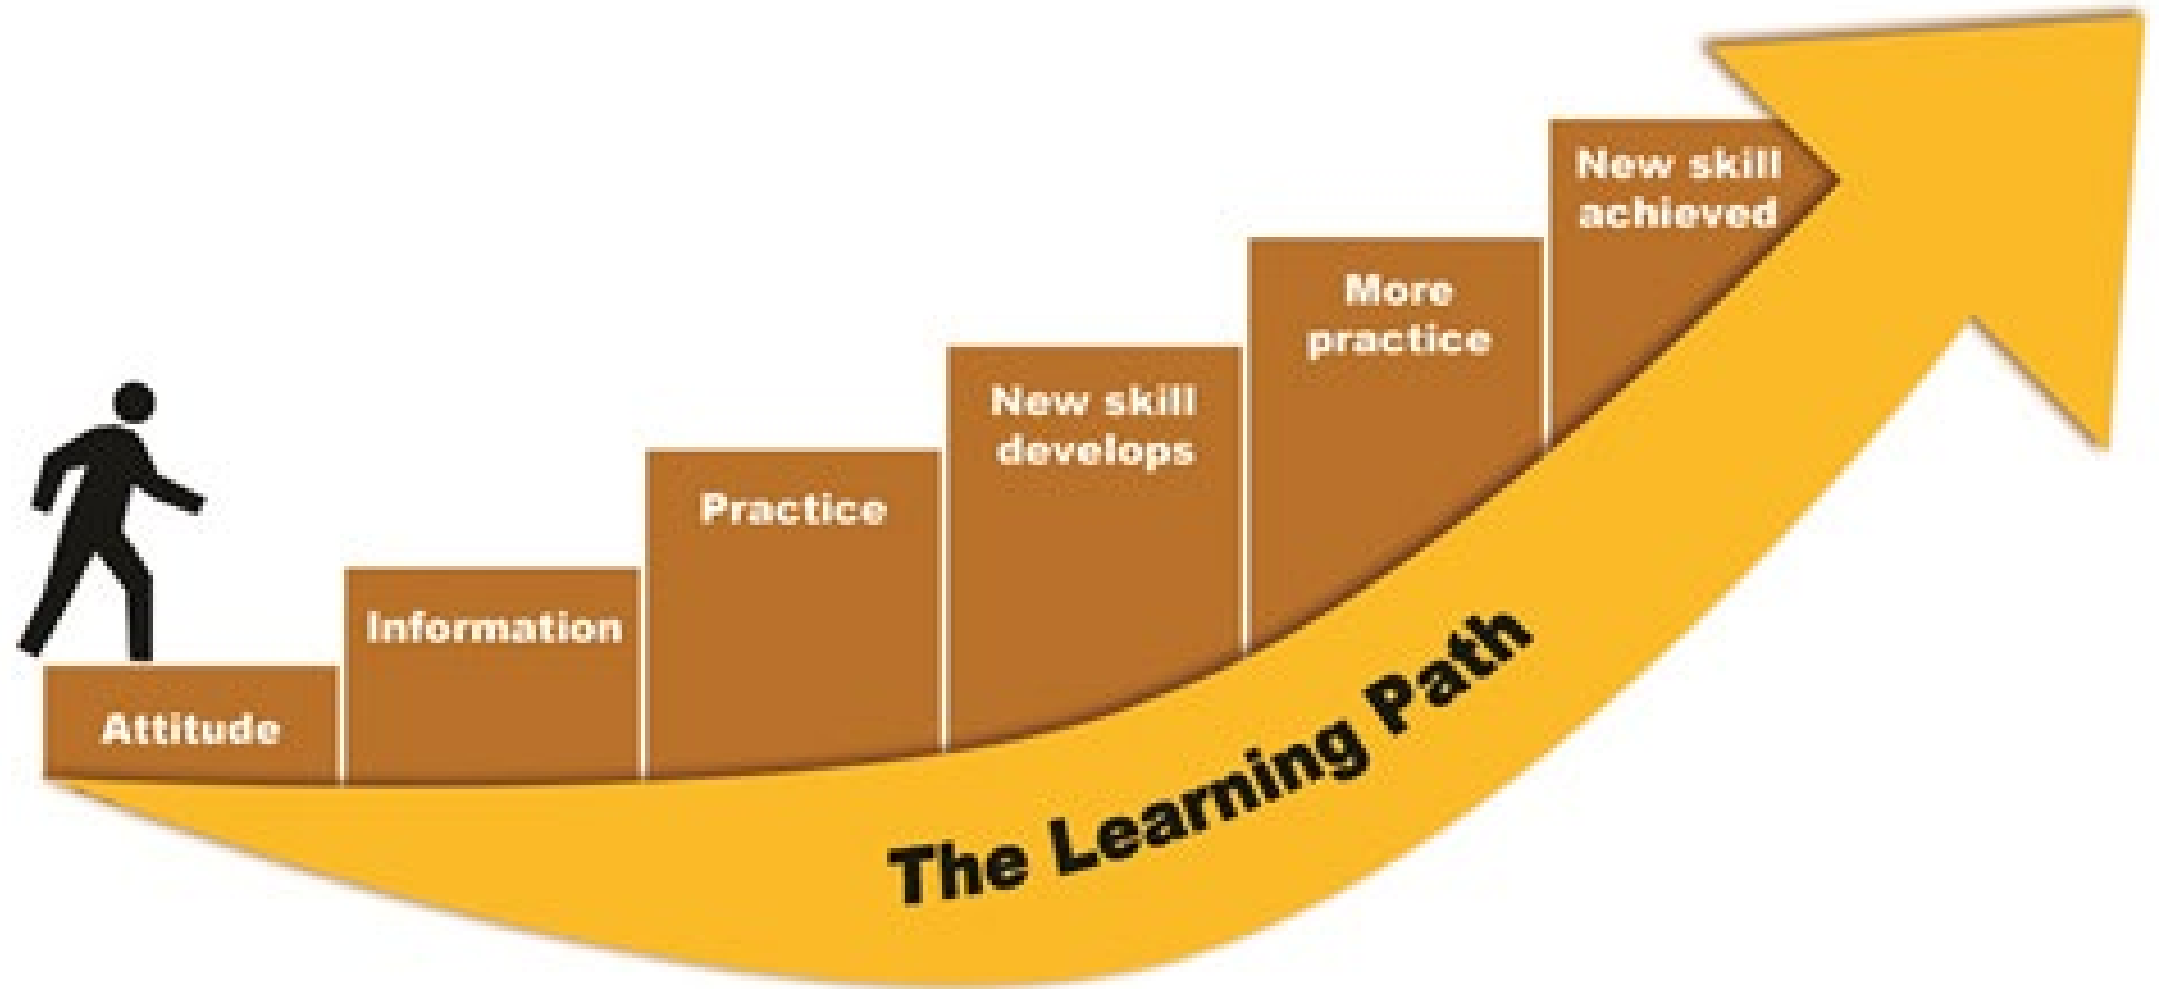 Attitude
Information
Practice
New skill
develops
More
practice
New skill
achieved
The Learning Path